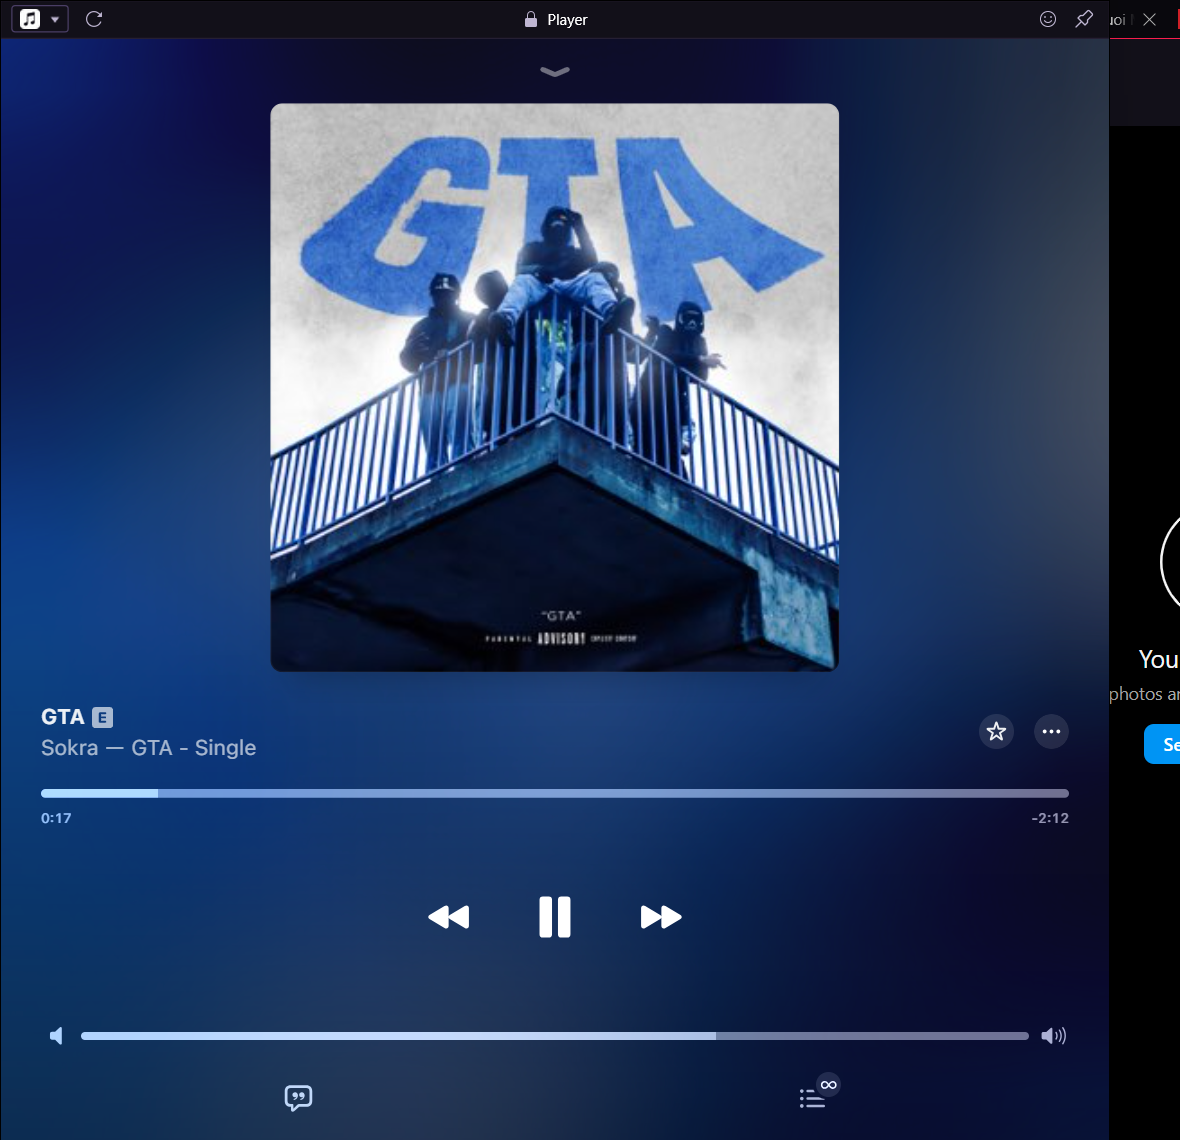 Player
uoi
GTA
"GTA"
PARENTAL ADVISORY EXPLICIT CONTENT
GTA E
Sokra — GTA - Single
0:17
-2:12
You
photos a
Se